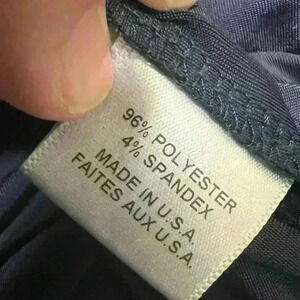 96% POLYESTER
4% SPANDEX
MADE IN U.S.A.
FAITES AUX U.S.A.